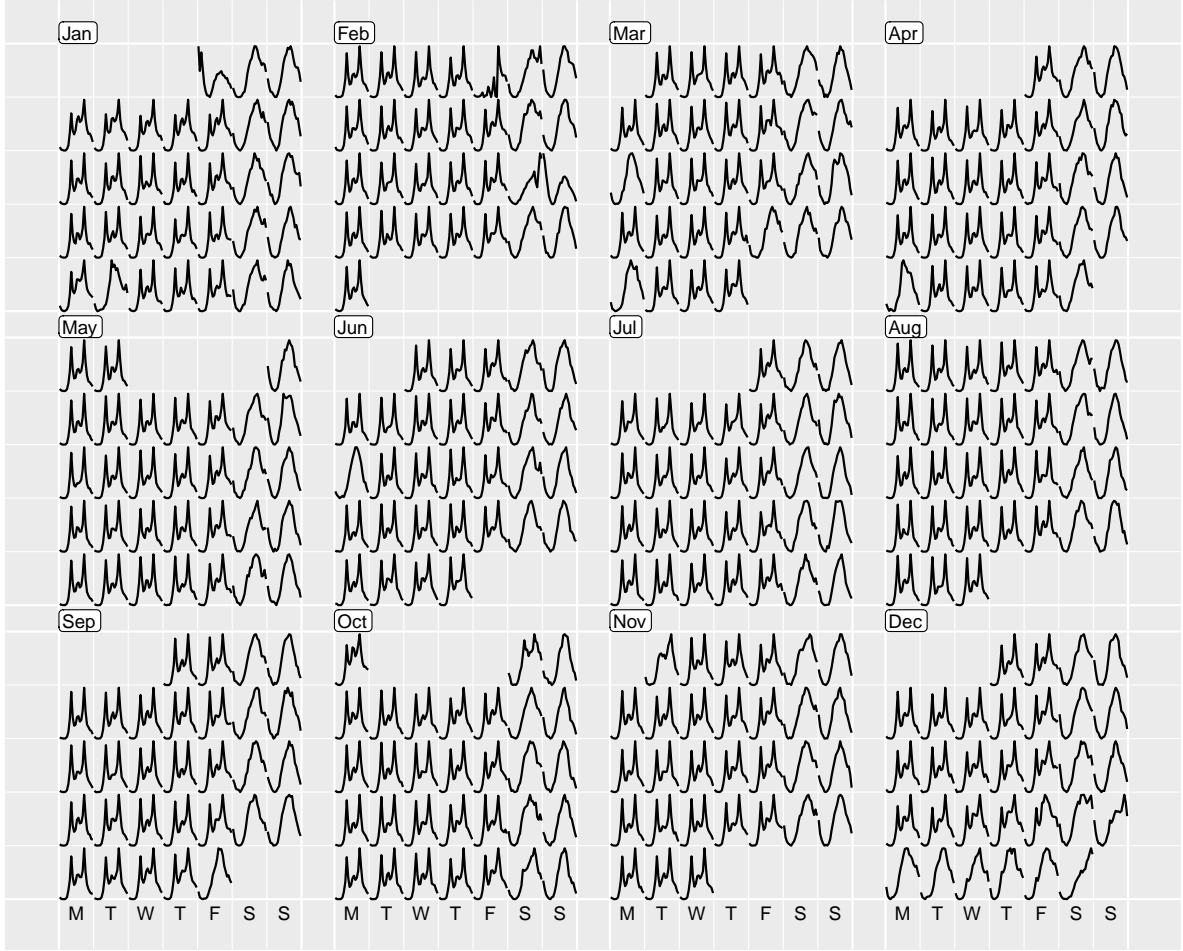 Jan Feb Mar Apr
May Jun Jul Aug
Sep Oct Nov Dec
M T W T F S S M T W T F S S M T W T F S S M T W T F S S